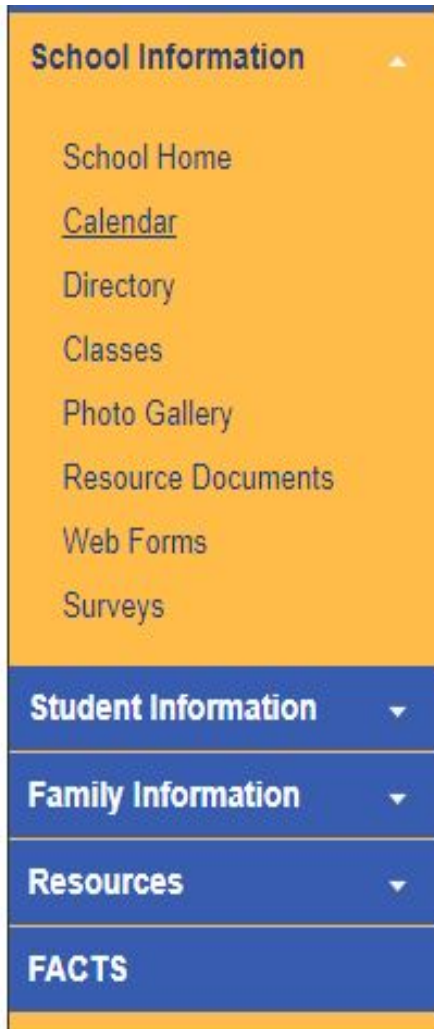 School Information
School Home
Calendar
Directory
Classes
Photo Gallery
Resource Documents
Web Forms
Surveys
Student Information
Family Information
Resources
FACTS